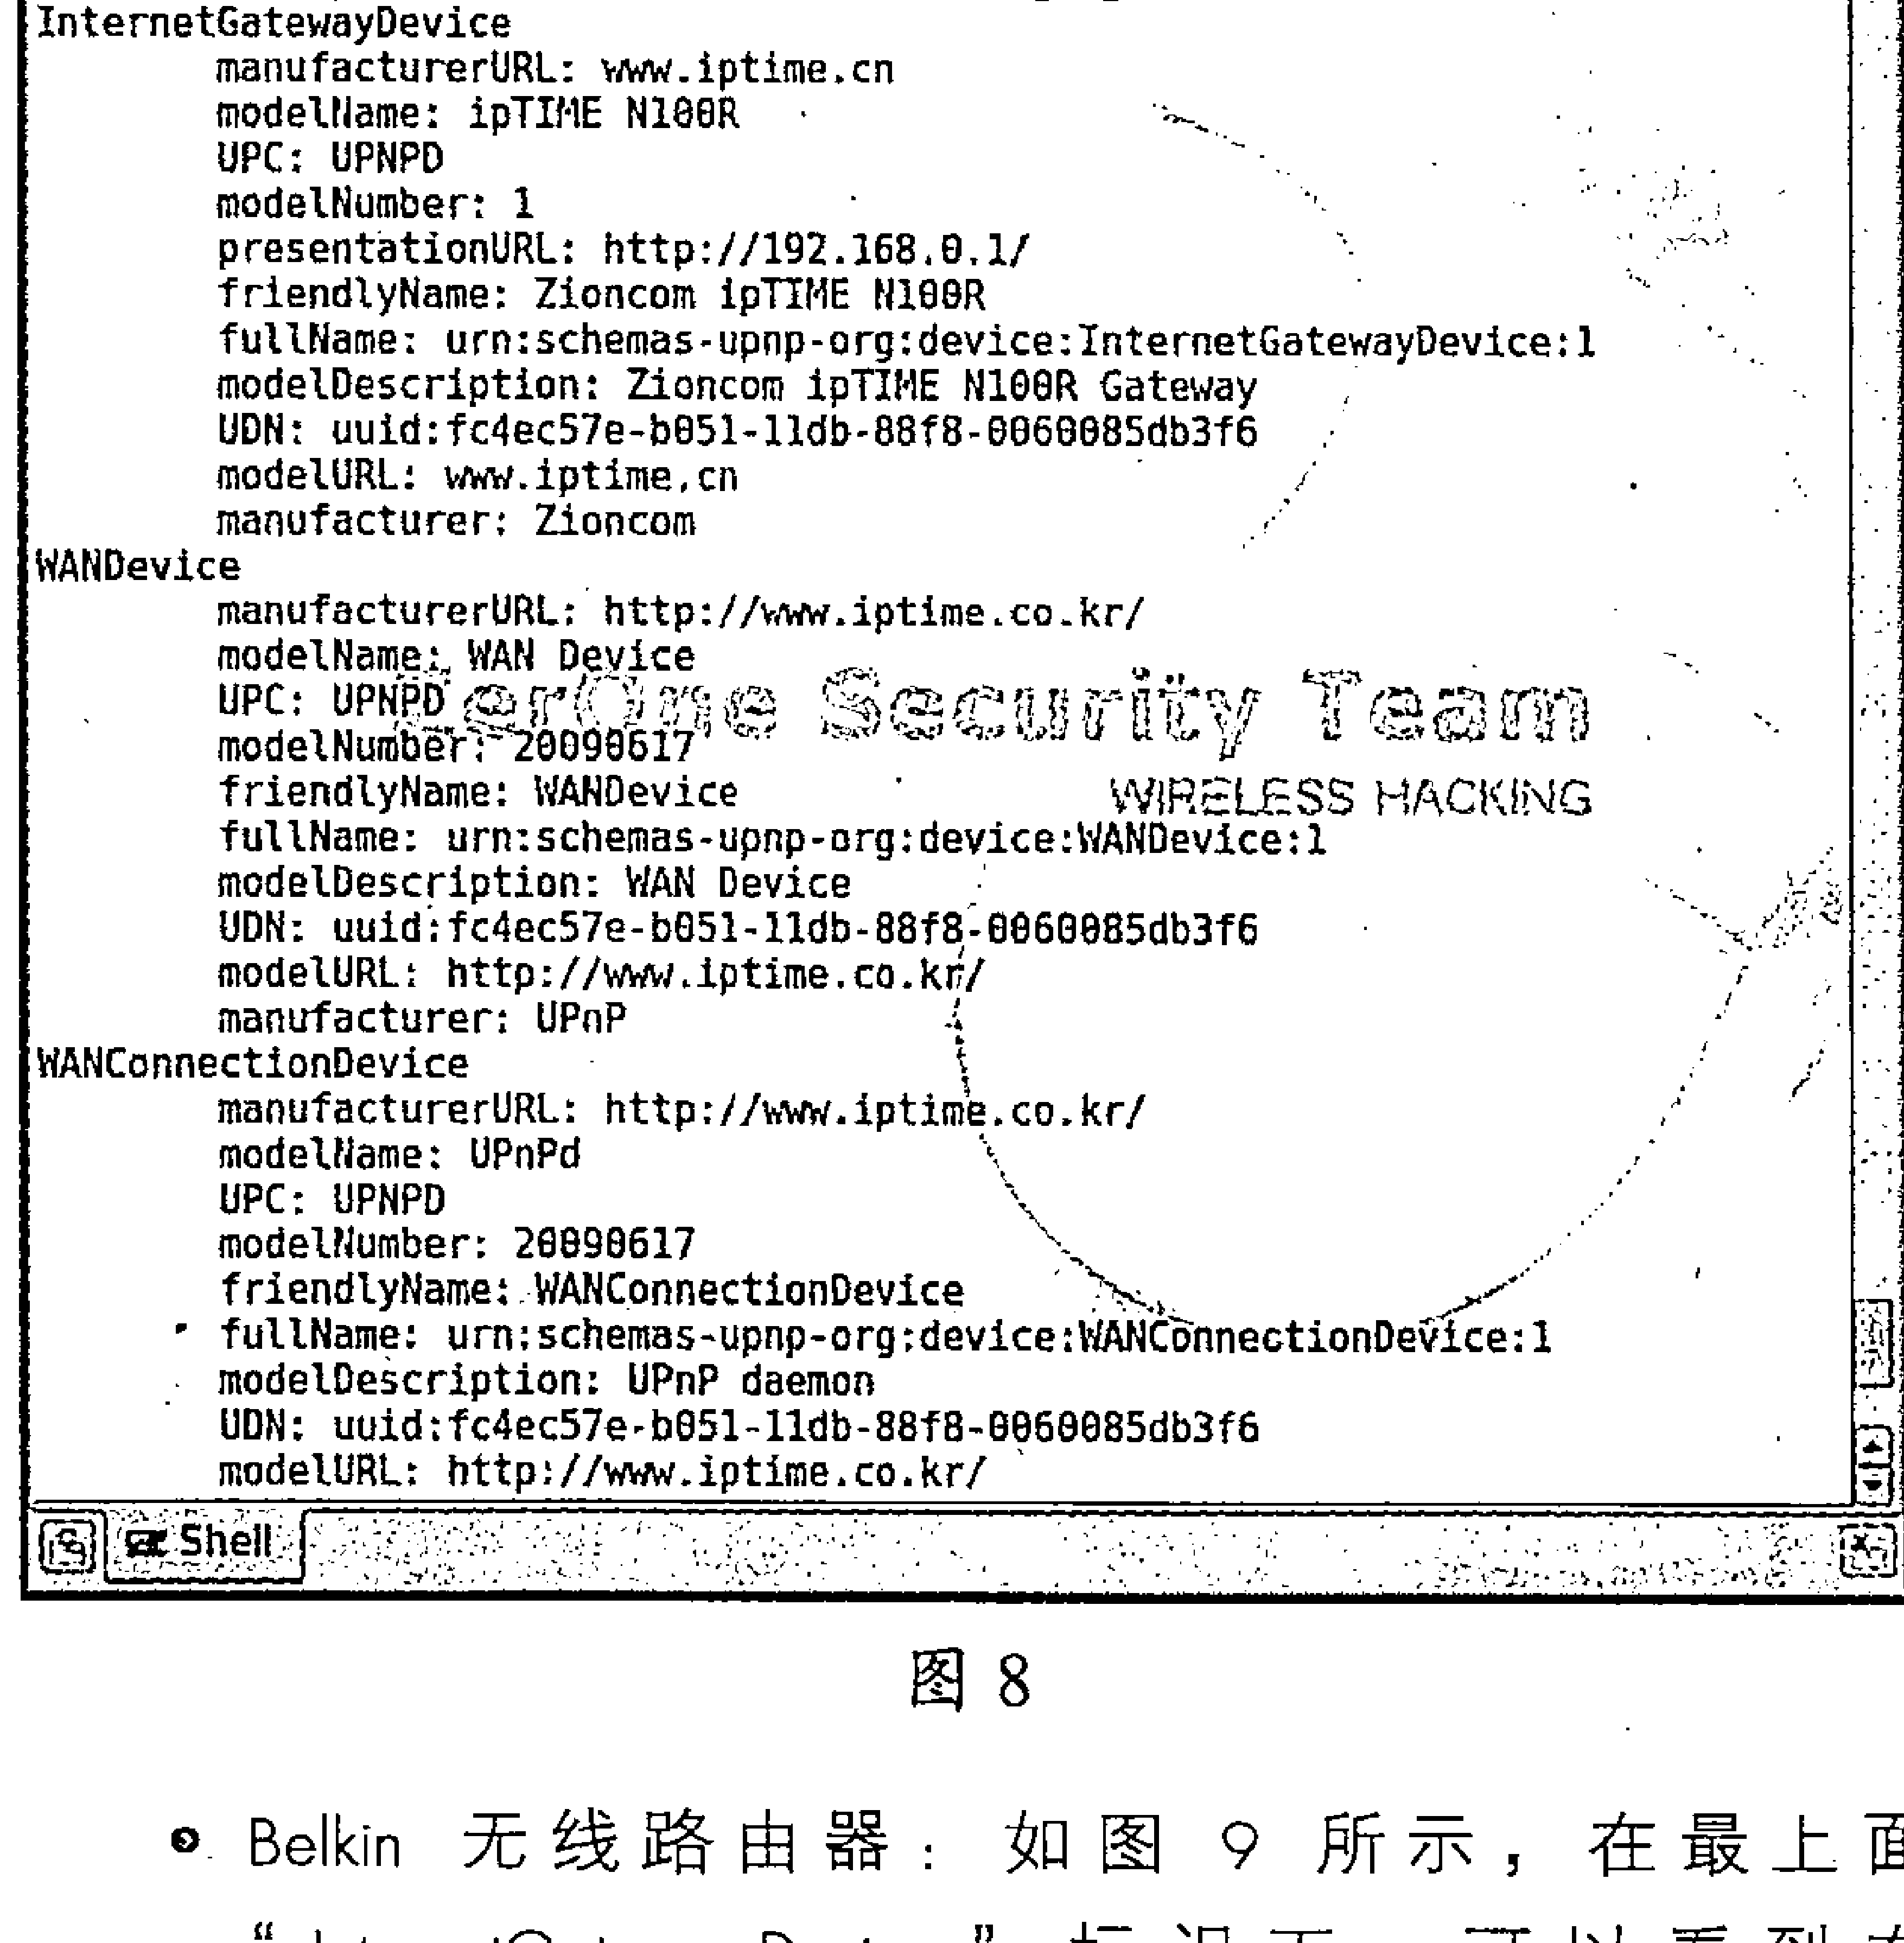 InternetGatewayDevice
manufacturerURL: www.iptime.cn
modelName: ipTIME N100R
UPC: UPNPD
modelNumber: 1
presentationURL: http://192.168.0.1/
friendlyName: Zioncom ipTIME N100R
fullName: urn:schemas-upnp-org:device:InternetGatewayDevice:1
modelDescription: Zioncom ipTIME N100R Gateway
UDN: uuid:fc4ec57e-b051-11db-88f8-0060085db3f6
modelURL: www.iptime.cn
manufacturer: Zioncom
WANDevice
manufacturerURL: http://www.iptime.co.kr/
modelName: WAN Device
UPC: UPNPD
Security Team
modelNumber: 20090617
friendlyName: WANDevice
WIRELESS HACKING
fullName: urn:schemas-upnp-org:device:WANDevice:1
modelDescription: WAN Device
UDN: uuid:fc4ec57e-b051-11db-88f8-0060085db3f6
modelURL: http://www.iptime.co.kr/
manufacturer: UPnP
WANConnectionDevice
manufacturerURL: http://www.iptime.co.kr/
modelName: UPnPd
UPC: UPNPD
modelNumber: 20090617
friendlyName: WANConnectionDevice
fullName: urn:schemas-upnp-org:device:WANConnectionDevice:1
modelDescription: UPnP daemon
UDN: uuid:fc4ec57e-b051-11db-88f8-0060085db3f6
modelURL: http://www.iptime.co.kr/
Shell
图 8
Belkin 无线路由器：如图 9 所示，在最上面